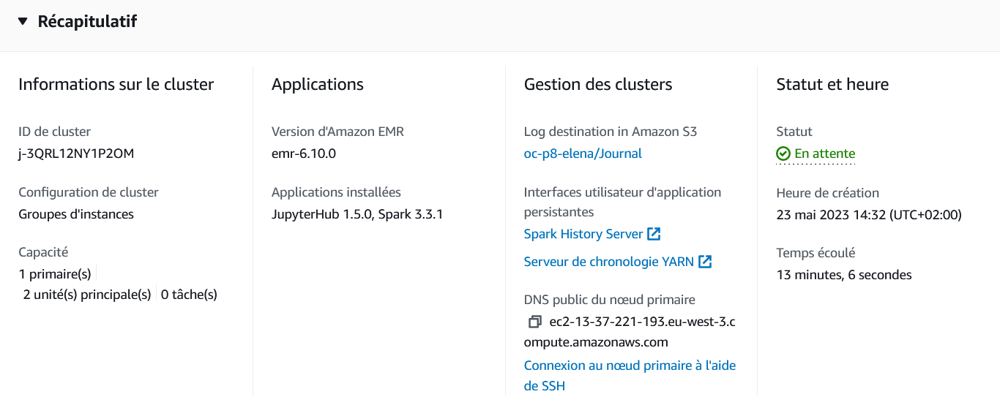 Récapitulatif
Informations sur le cluster
ID de cluster
j-3QRL12NY1P2OM
Configuration de cluster
Groupes d'instances
Capacité
1 primaire(s)
2 unité(s) principale(s)
0 tâche(s)
Applications
Version d'Amazon EMR
emr-6.10.0
Applications installées
JupyterHub 1.5.0, Spark 3.3.1
Gestion des clusters
Log destination in Amazon S3
oc-p8-elena/Journal
Interfaces utilisateur d'application
persistantes
Spark History Server
Serveur de chronologie YARN
DNS public du nœud primaire
ec2-13-37-221-193.eu-west-3.c
ompute.amazonaws.com
Connexion au nœud primaire à l'aide
de SSH
Statut et heure
Statut
En attente
Heure de création
23 mai 2023 14:32 (UTC+02:00)
Temps écoulé
13 minutes, 6 secondes